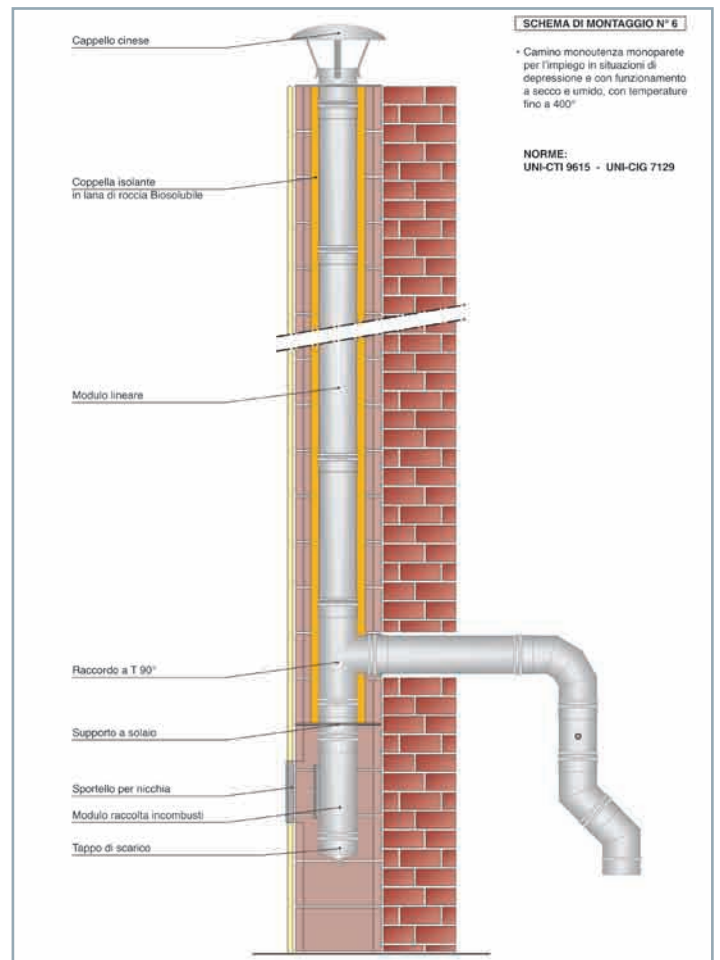 SCHEMA DI MONTAGGIO N° 6
• Camino monoutenza monoparete
per l'impiego in situazioni di
depressione e con funzionamento
a secco e umido, con temperature
fino a 400°
NORME:
UNI-CTI 9615 - UNI-CIG 7129
Cappello cinese
Coppella isolante
in lana di roccia Biosolubile
Modulo lineare
Raccordo a T 90°
Supporto a solaio
Sportello per nicchia
Modulo raccolta incombusti
Tappo di scarico